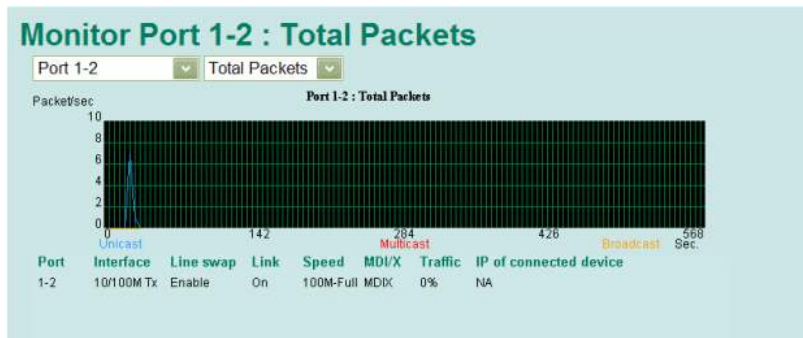 Monitor Port 1-2 : Total Packets
Port 1-2 Total Packets
Packet/sec Port 1-2 : Total Packets
10
8
6
4
2
0
0 142 284 426 568
Unicast Multicast Broadcast Sec.
Port Interface Line swap Link Speed MDI/X Traffic IP of connected device
1-2 10/100M Tx Enable On 100M-Full MDIX 0% NA